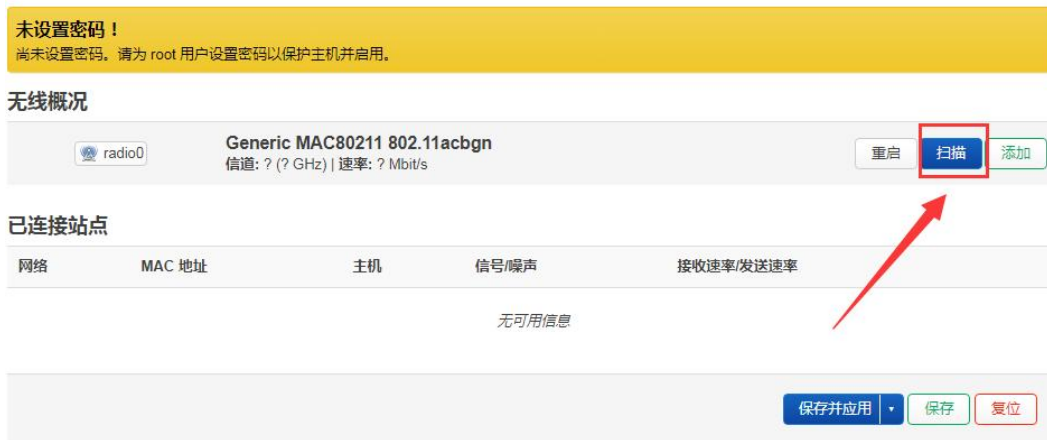 未设置密码！
尚未设置密码。请为 root 用户设置密码以保护主机并启用。
无线概况
radio0
Generic MAC80211 802.11acbgn
信道: ? (? GHz) | 速率: ? Mbit/s
重启
扫描
添加
已连接站点
网络 MAC 地址 主机 信号/噪声 接收速率/发送速率
无可用信息
保存并应用
保存
复位